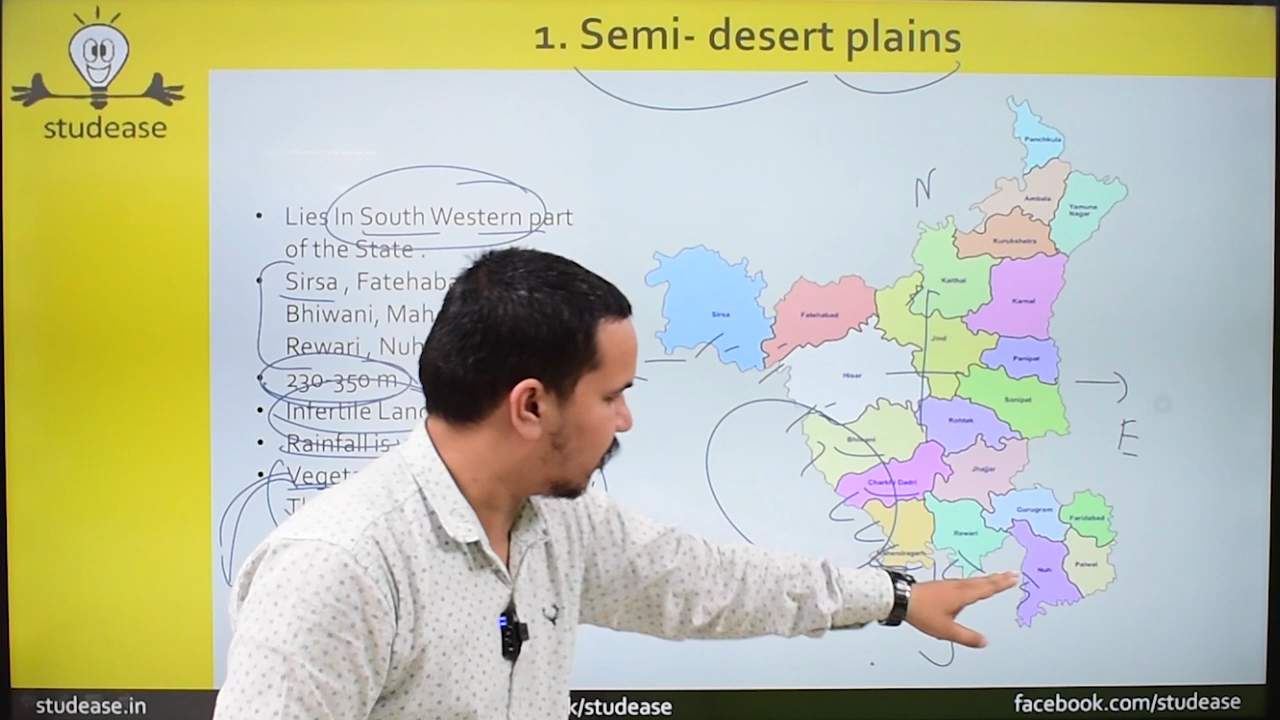 studease
1. Semi- desert plains
• Lies In South Western part
of the State .
• Sirsa , Fatehaba
Bhiwani, Mah
Rewari , Nuh
• 230-350 m
• Infertile Lanc
• Rainfall is
• Vegeta
N
E
Panchkula
Ambala
Yamuna
Nagar
Kurukshetra
Kaithal
Karnal
Sirsa
Fatehabad
Jind
Panipat
Hisar
Sonipat
Rohtak
Bhiwani
Jhajjar
Charkhi Dadri
Gurugram
Faridabad
Rewari
Mahendragarh
Nuh
Palwal
studease.in
k/studease
facebook.com/studease